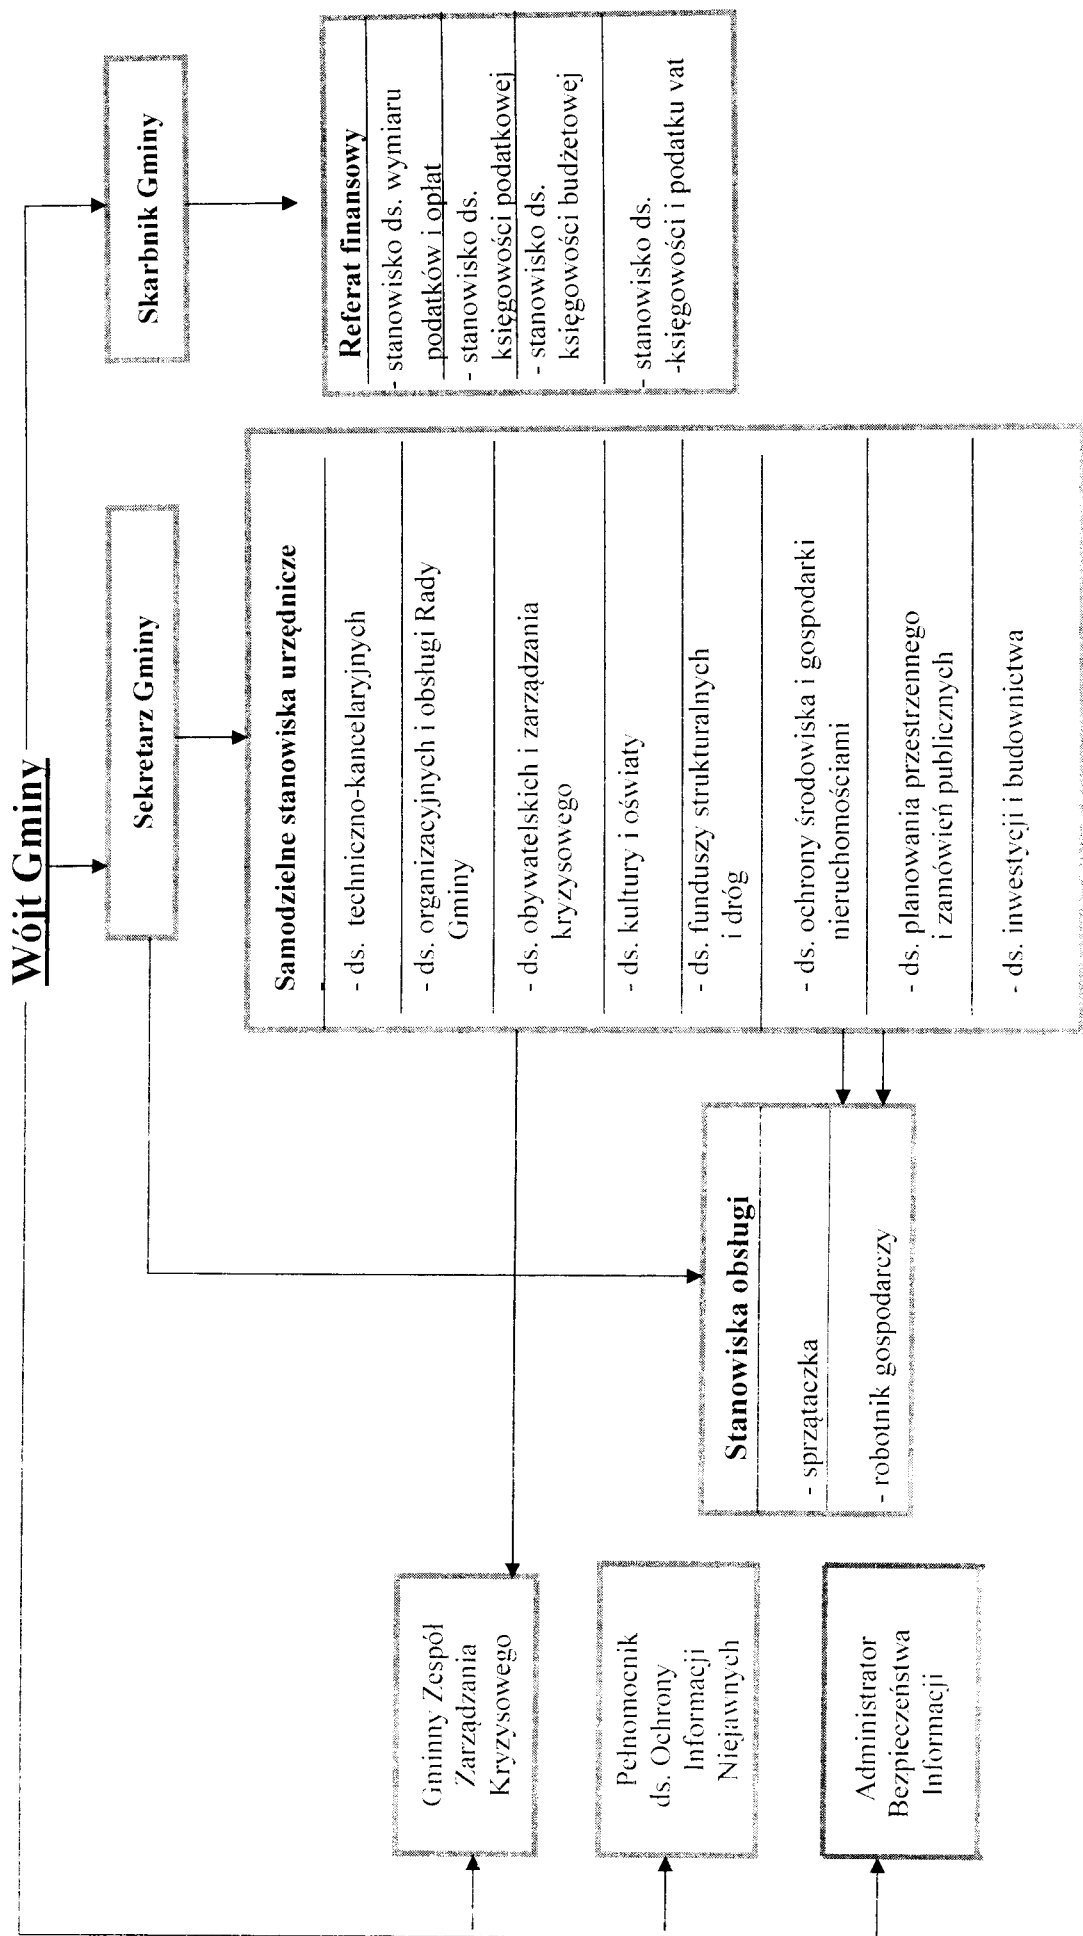 Wójt Gminy
Sekretarz Gminy
Skarbnik Gminy
Samodzielne stanowiska urzędnicze
-
- ds. techniczno-kancelaryjnych
- ds. organizacyjnych i obsługi Rady
Gminy
- ds. obywatelskich i zarządzania
kryzysowego
- ds. kultury i oświaty
- ds. funduszy strukturalnych
i dróg
- ds. ochrony środowiska i gospodarki
nieruchomościami
- ds. planowania przestrzennego
i zamówień publicznych
- ds. inwestycji i budownictwa
Referat finansowy
- stanowisko ds. wymiaru
podatków i opłat
- stanowisko ds.
księgowości podatkowej
- stanowisko ds.
księgowości budżetowej
- stanowisko ds.
-księgowości i podatku vat
Gminny Zespół
Zarządzania
Kryzysowego
Pełnomocnik
ds. Ochrony
Informacji
Niejawnych
Administrator
Bezpieczeństwa
Informacji
Stanowiska obsługi
- sprzątaczka
- robotnik gospodarczy